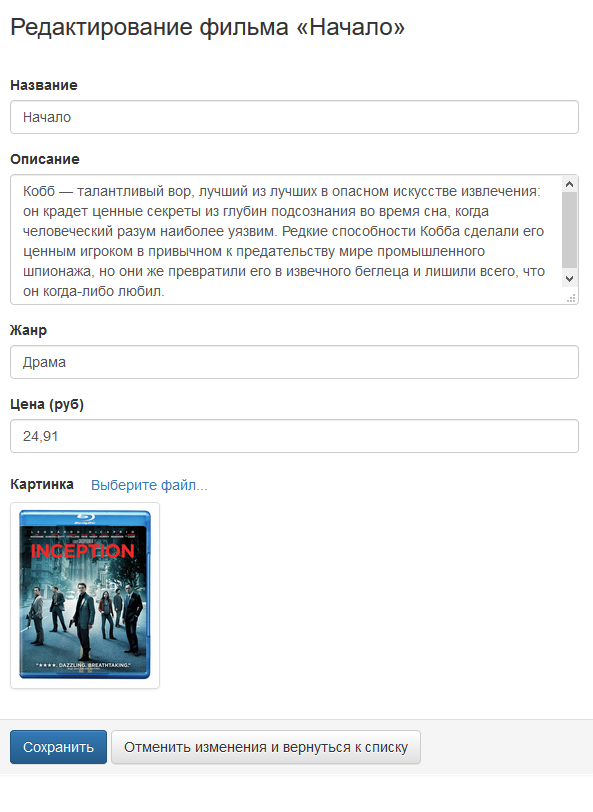 Редактирование фильма «Начало»
Название
Начало
Описание
Кобб — талантливый вор, лучший из лучших в опасном искусстве извлечения:
он крадет ценные секреты из глубин подсознания во время сна, когда
человеческий разум наиболее уязвим. Редкие способности Кобба сделали его
ценным игроком в привычном к предательству мире промышленного
шпионажа, но они же превратили его в извечного беглеца и лишили всего, что
он когда-либо любил.
Жанр
Драма
Цена (руб)
24,91
Картинка Выберите файл...
INCEPTION
"★★★★. DAZZLING. BREATHTAKING."
Сохранить Отменить изменения и вернуться к списку